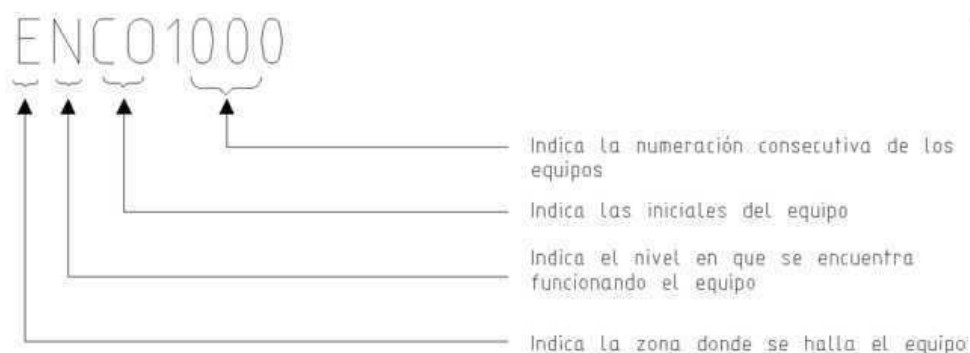 ENCO1000
Indica la numeración consecutiva de los
equipos
Indica las iniciales del equipo
Indica el nivel en que se encuentra
funcionando el equipo
Indica la zona donde se halla el equipo